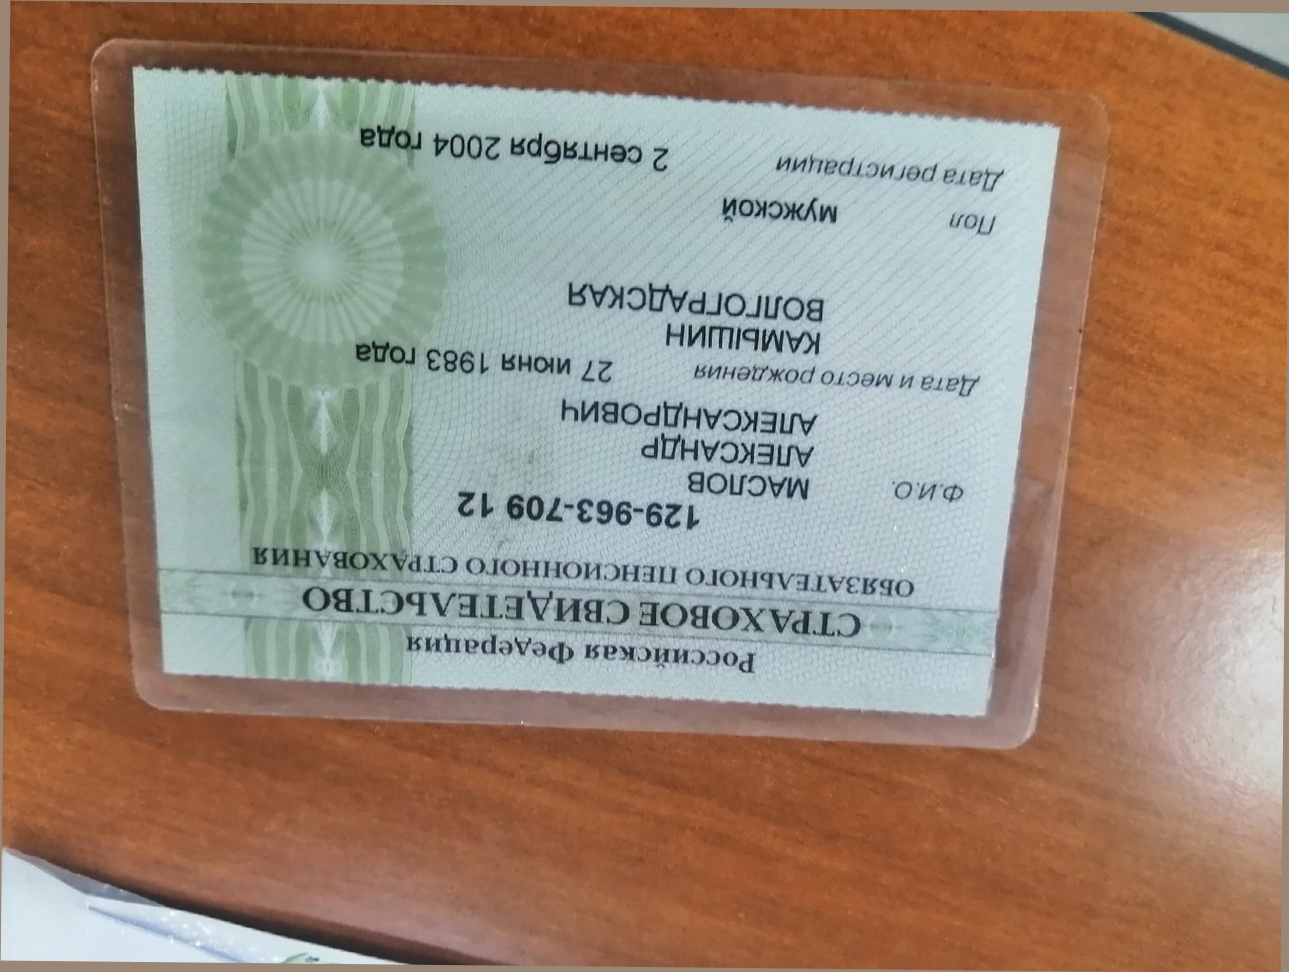 Российская Федерация
СТРАХОВОЕ СВИДЕТЕЛЬСТВО
ОБЯЗАТЕЛЬНОГО ПЕНСИОННОГО СТРАХОВАНИЯ
129-963-709 12
Ф.И.О. МАСЛОВ
АЛЕКСАНДР
АЛЕКСАНДРОВИЧ
Дата и место рождения 27 июня 1983 года
КАМЫШИН
ВОЛГОГРАДСКАЯ
Пол мужской
Дата регистрации 2 сентября 2004 года